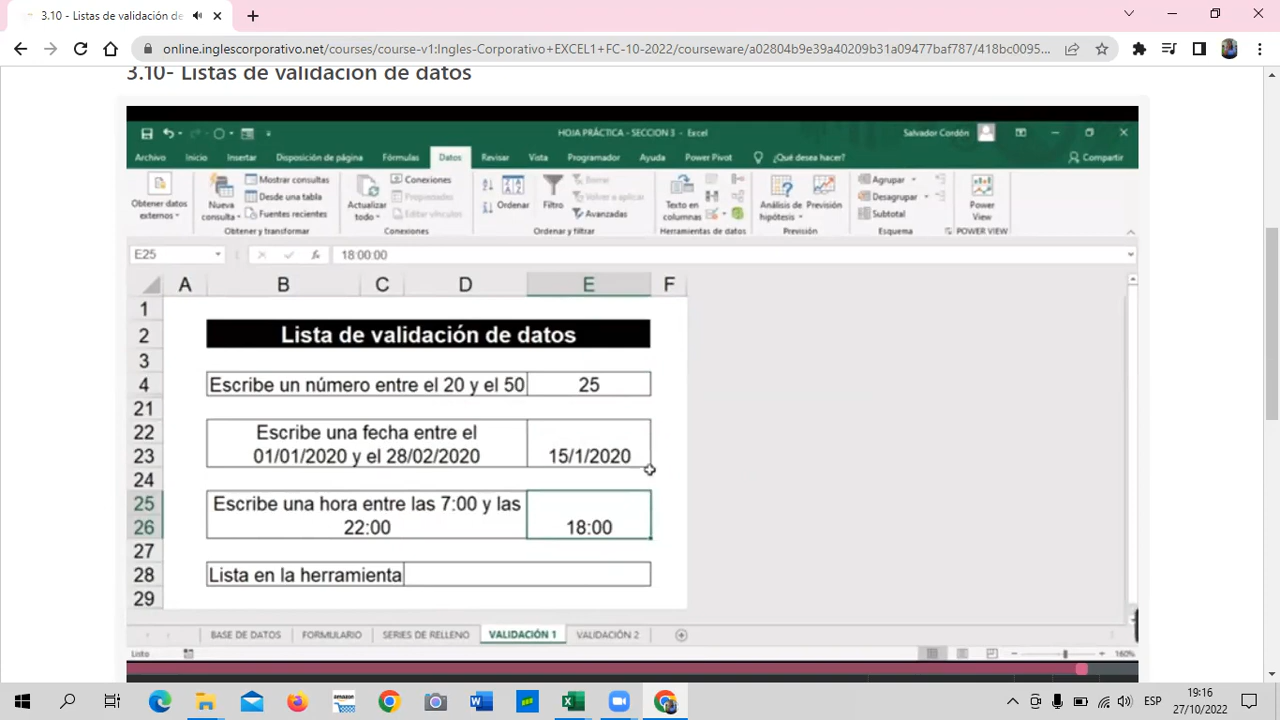 3.10 - Listas de validación de
online.inglescorporativo.net/courses/course-v1:Ingles-Corporativo+EXCEL1+FC-10-2022/courseware/a02804b9e39a40209b31a09477baf787/418bc0095...
3.10- Listas de validación de datos
HOJA PRÁCTICA - SECCION 3 - Excel
Salvador Cordón
Archivo Inicio Insertar Disposición de página Fórmulas Datos Revisar Vista Programador Ayuda Power Pivot ¿Qué desea hacer? Compartir
Obtener datos externos
Nueva consulta
Mostrar consultas
Desde una tabla
Fuentes recientes
Obtener y transformar
Actualizar todo
Conexiones
Propiedades
Editar vínculos
Conexiones
Ordenar
Filtro
Borrar
Volver a aplicar
Avanzadas
Ordenar y filtrar
Texto en columnas
Herramientas de datos
Análisis de hipótesis
Previsión
Previsión
Agrupar
Desagrupar
Subtotal
Esquema
Power View
POWER VIEW
E25 fx 18:00:00
A B C D E F
1
2 Lista de validación de datos
3
4 Escribe un número entre el 20 y el 50 25
21
22 Escribe una fecha entre el
23 01/01/2020 y el 28/02/2020 15/1/2020
24
25 Escribe una hora entre las 7:00 y las
26 22:00 18:00
27
28 Lista en la herramienta
29
BASE DE DATOS FORMULARIO SERIES DE RELLENO VALIDACIÓN 1 VALIDACIÓN 2
Listo 160%
amazon
ESP
19:16
27/10/2022